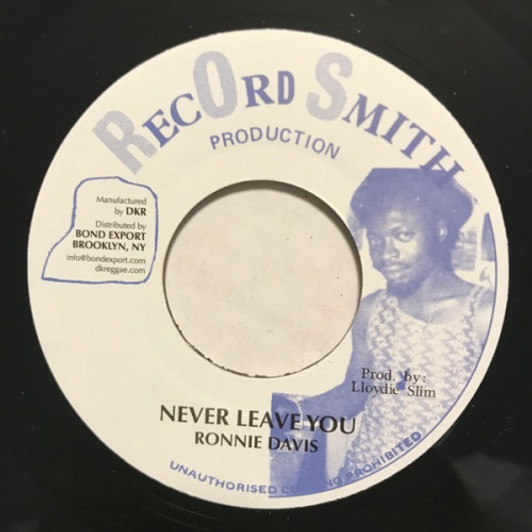 RecOrd Smith
PRODUCTION
Manufactured
by DKR
Distributed by
BOND EXPORT
BROOKLYN, NY
info@bondexport.com
dkreggae.com
Prod. by:
Lloydie Slim
NEVER LEAVE YOU
RONNIE DAVIS
UNAUTHORISED PROHIBITED